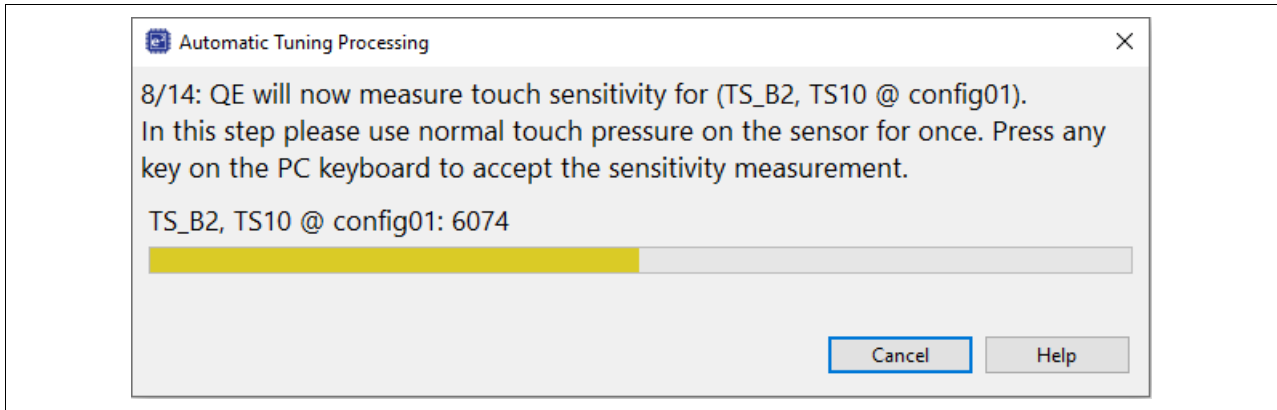 Automatic Tuning Processing
8/14: QE will now measure touch sensitivity for (TS_B2, TS10 @ config01).
In this step please use normal touch pressure on the sensor for once. Press any
key on the PC keyboard to accept the sensitivity measurement.
TS_B2, TS10 @ config01: 6074
Cancel Help